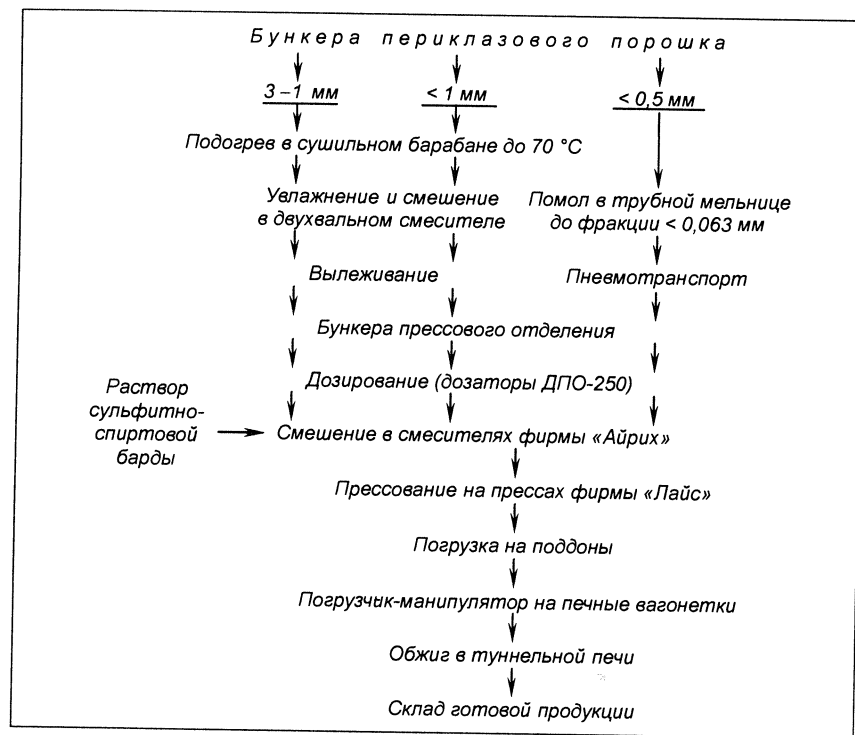 Бункера периклазового порошка
3–1 мм
< 1 мм
< 0,5 мм
Подогрев в сушильном барабане до 70 °С
Увлажнение и смешение
в двухвальном смесителе
Помол в трубной мельнице
до фракции < 0,063 мм
Вылеживание
Пневмотранспорт
Бункера прессового отделения
Дозирование (дозаторы ДПО-250)
Раствор
сульфитно-
спиртовой
барды
Смешение в смесителях фирмы «Айрих»
Прессование на прессах фирмы «Лайс»
Погрузка на поддоны
Погрузчик-манипулятор на печные вагонетки
Обжиг в туннельной печи
Склад готовой продукции